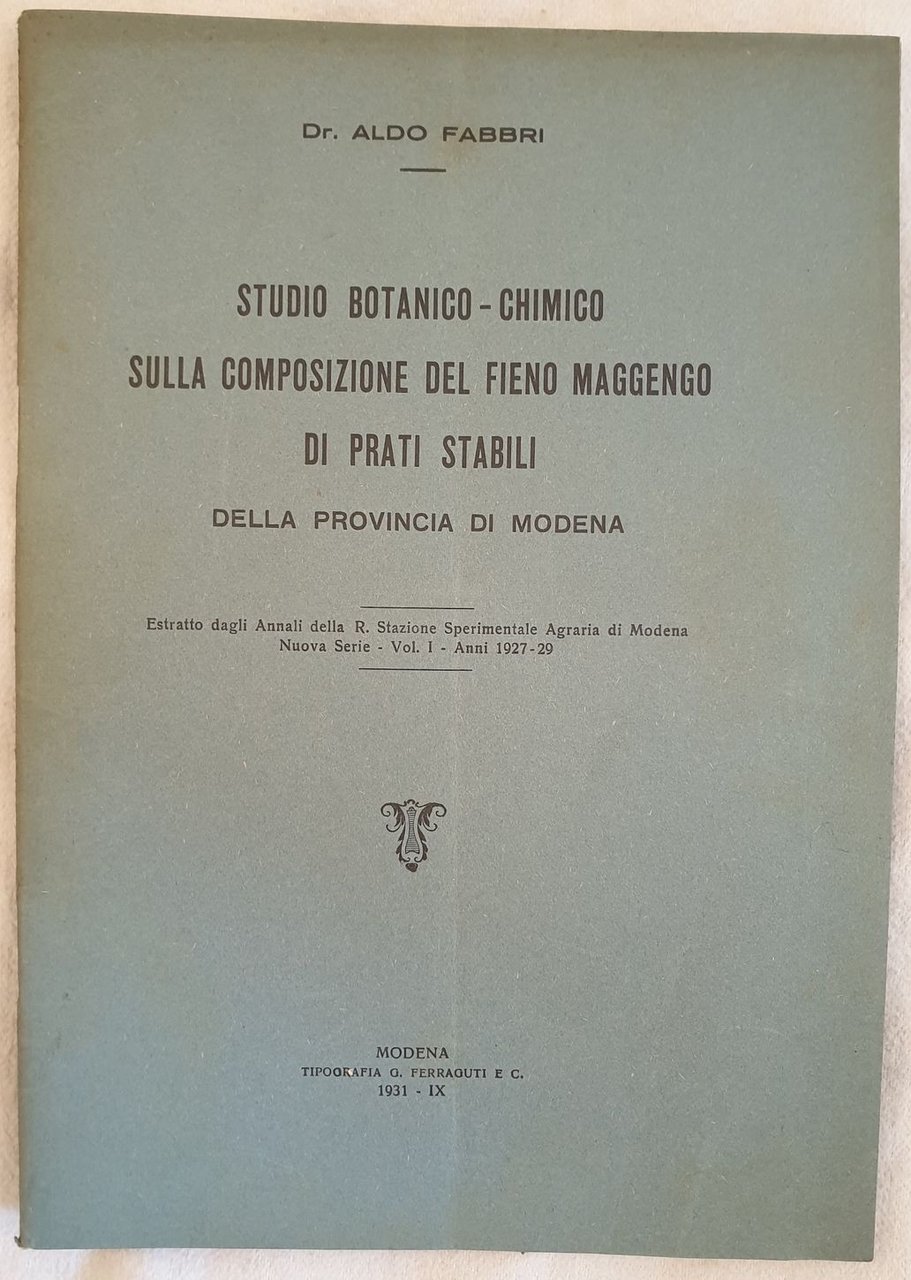 Dr. ALDO FABBRI
STUDIO BOTANICO - CHIMICO
SULLA COMPOSIZIONE DEL FIENO MAGGENGO
DI PRATI STABILI
DELLA PROVINCIA DI MODENA
Estratto dagli Annali della R. Stazione Sperimentale Agraria di Modena
Nuova Serie - Vol. I - Anni 1927-29
MODENA
TIPOGRAFIA G. FERRAGUTI E C.
1931 - IX